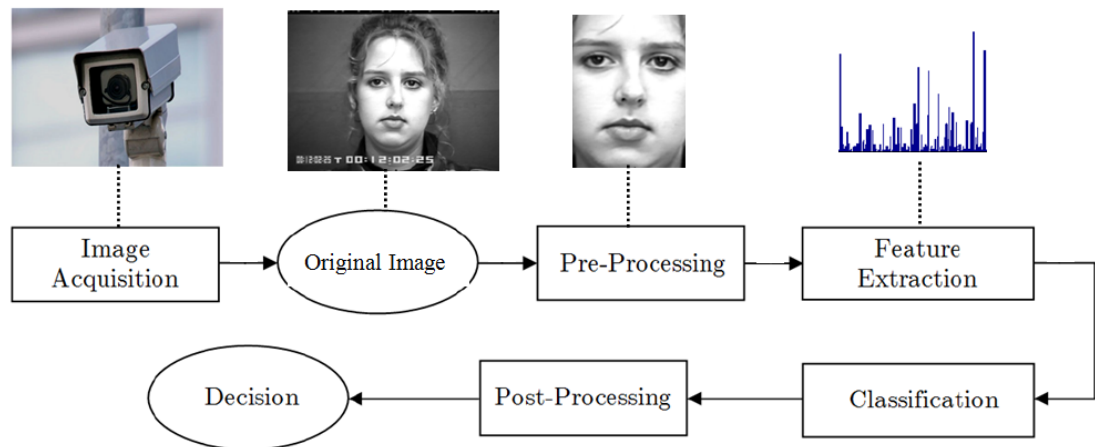 00:12:02:25
Image
Acquisition
Original Image
Pre-Processing
Feature
Extraction
Decision
Post-Processing
Classification